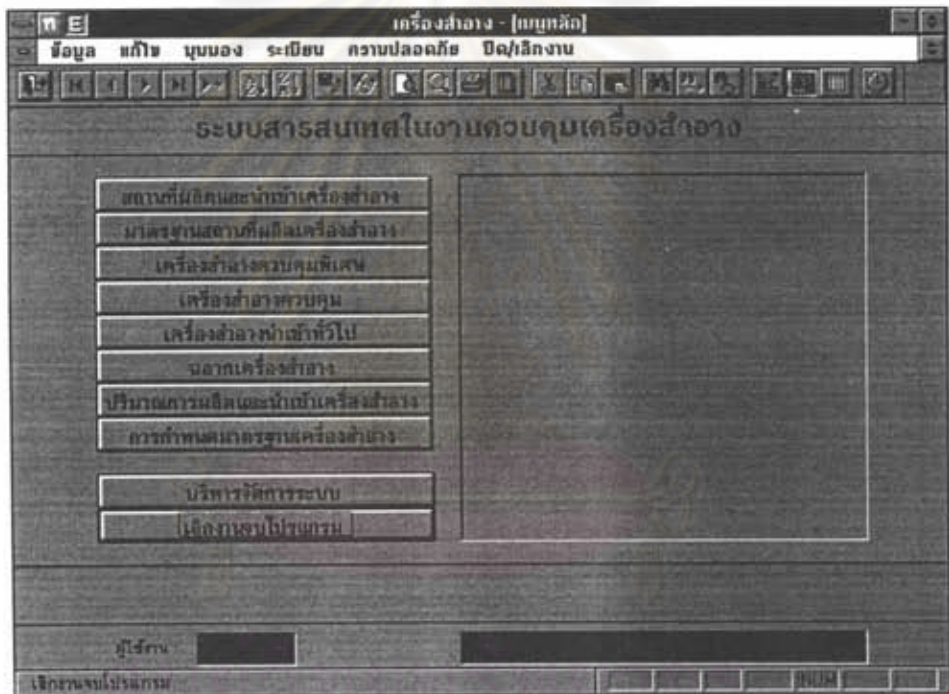 ก E เครื่องสำอาง - [เมนูหลัก]
ข้อมูล แก้ไข มุมมอง ระเบียน ความปลอดภัย ปิด/เลิกงาน
ระบบสารสนเทศในงานควบคุมเครื่องสำอาง
สถานที่ผลิตและนำเข้าเครื่องสำอาง
มาตรฐานสถานที่ผลิตเครื่องสำอาง
เครื่องสำอางควบคุมพิเศษ
เครื่องสำอางควบคุม
เครื่องสำอางนำเข้าทั่วไป
ฉลากเครื่องสำอาง
ปริมาณการผลิตและนำเข้าเครื่องสำอาง
การกำหนดมาตรฐานเครื่องสำอาง
บริหารจัดการระบบ
เลิกงานจบโปรแกรม
ผู้ใช้งาน
เลิกงานจบโปรแกรม NUM